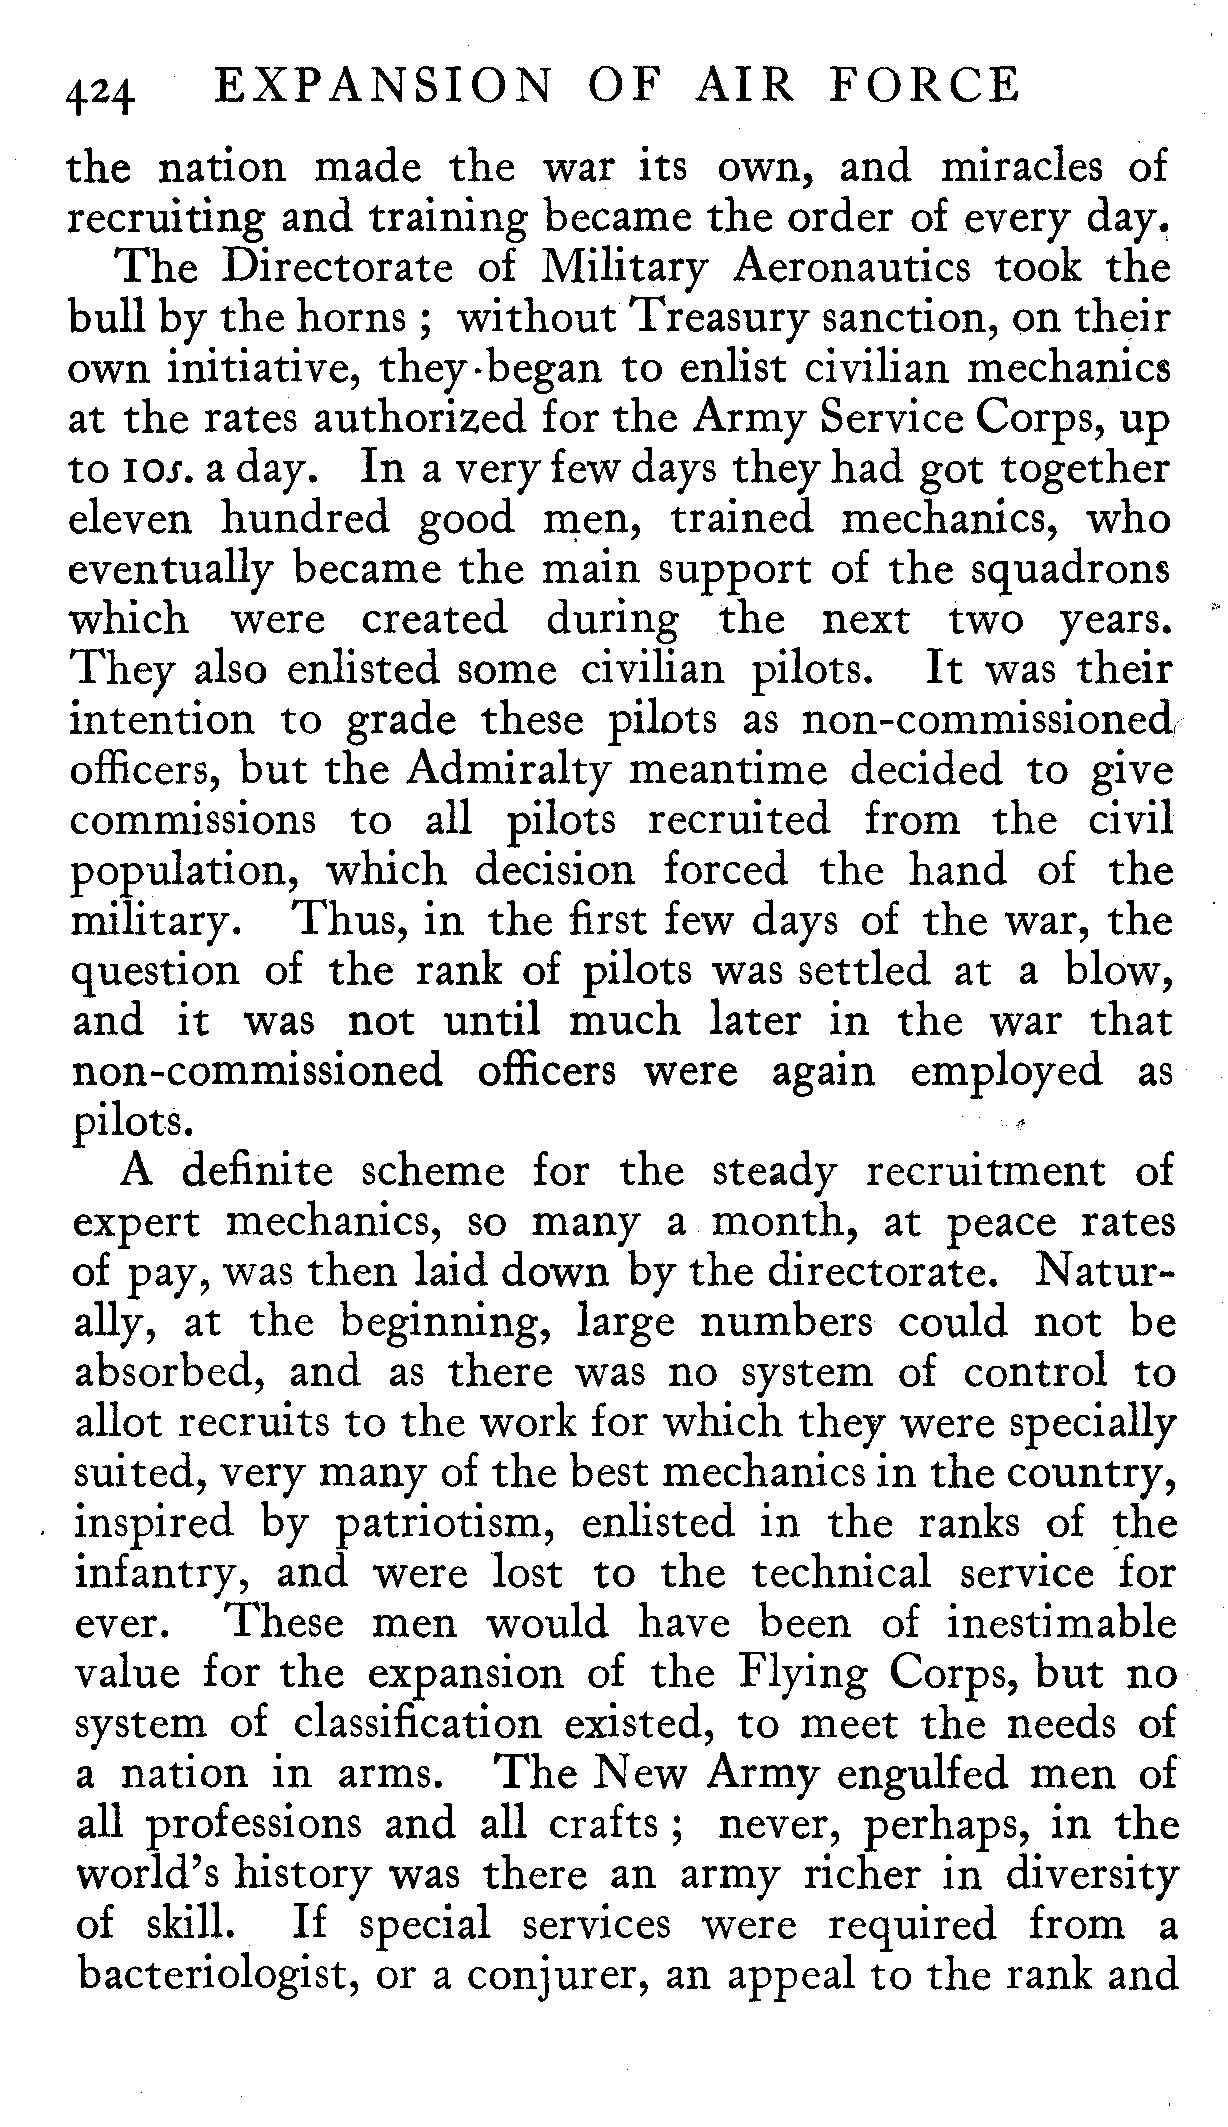 424 EXPANSION OF AIR FORCE
the nation made the war its own, and miracles of
recruiting and training became the order of every day.
The Directorate of Military Aeronautics took the
bull by the horns ; without Treasury sanction, on their
own initiative, they began to enlist civilian mechanics
at the rates authorized for the Army Service Corps, up
to 10s. a day. In a very few days they had got together
eleven hundred good men, trained mechanics, who
eventually became the main support of the squadrons
which were created during the next two years.
They also enlisted some civilian pilots. It was their
intention to grade these pilots as non-commissioned
officers, but the Admiralty meantime decided to give
commissions to all pilots recruited from the civil
population, which decision forced the hand of the
military. Thus, in the first few days of the war, the
question of the rank of pilots was settled at a blow,
and it was not until much later in the war that
non-commissioned officers were again employed as
pilots.
A definite scheme for the steady recruitment of
expert mechanics, so many a month, at peace rates
of pay, was then laid down by the directorate. Natur-
ally, at the beginning, large numbers could not be
absorbed, and as there was no system of control to
allot recruits to the work for which they were specially
suited, very many of the best mechanics in the country,
inspired by patriotism, enlisted in the ranks of the
infantry, and were lost to the technical service for
ever. These men would have been of inestimable
value for the expansion of the Flying Corps, but no
system of classification existed, to meet the needs of
a nation in arms. The New Army engulfed men of
all professions and all crafts ; never, perhaps, in the
world's history was there an army richer in diversity
of skill. If special services were required from a
bacteriologist, or a conjurer, an appeal to the rank and